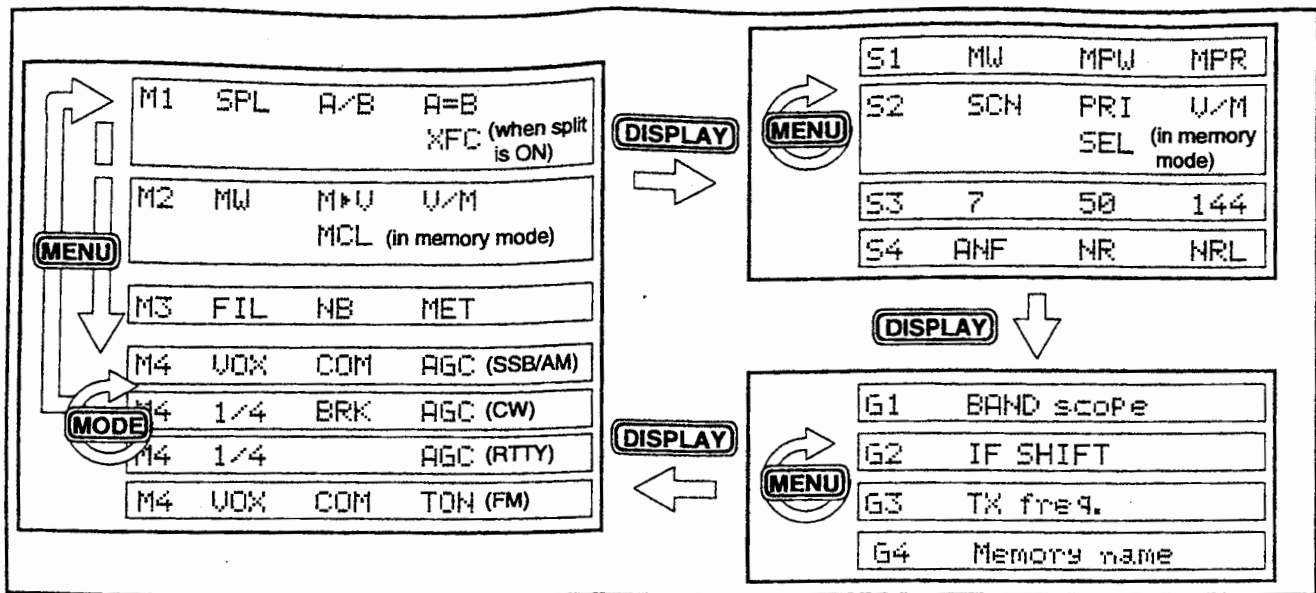 M1 SPL A/B A=B
XFC (when split is ON)
M2 MW M▶V V/M
MCL (in memory mode)
MENU
M3 FIL NB MET
M4 VOX COM AGC (SSB/AM)
MODE
M4 1/4 BRK AGC (CW)
M4 1/4 AGC (RTTY)
M4 VOX COM TON (FM)
DISPLAY
MENU
S1 MW MPW MPR
S2 SCN PRI V/M
SEL (in memory mode)
S3 7 50 144
S4 ANF NR NRL
DISPLAY
MENU
G1 BAND scope
G2 IF SHIFT
G3 TX freq.
G4 Memory name
DISPLAY